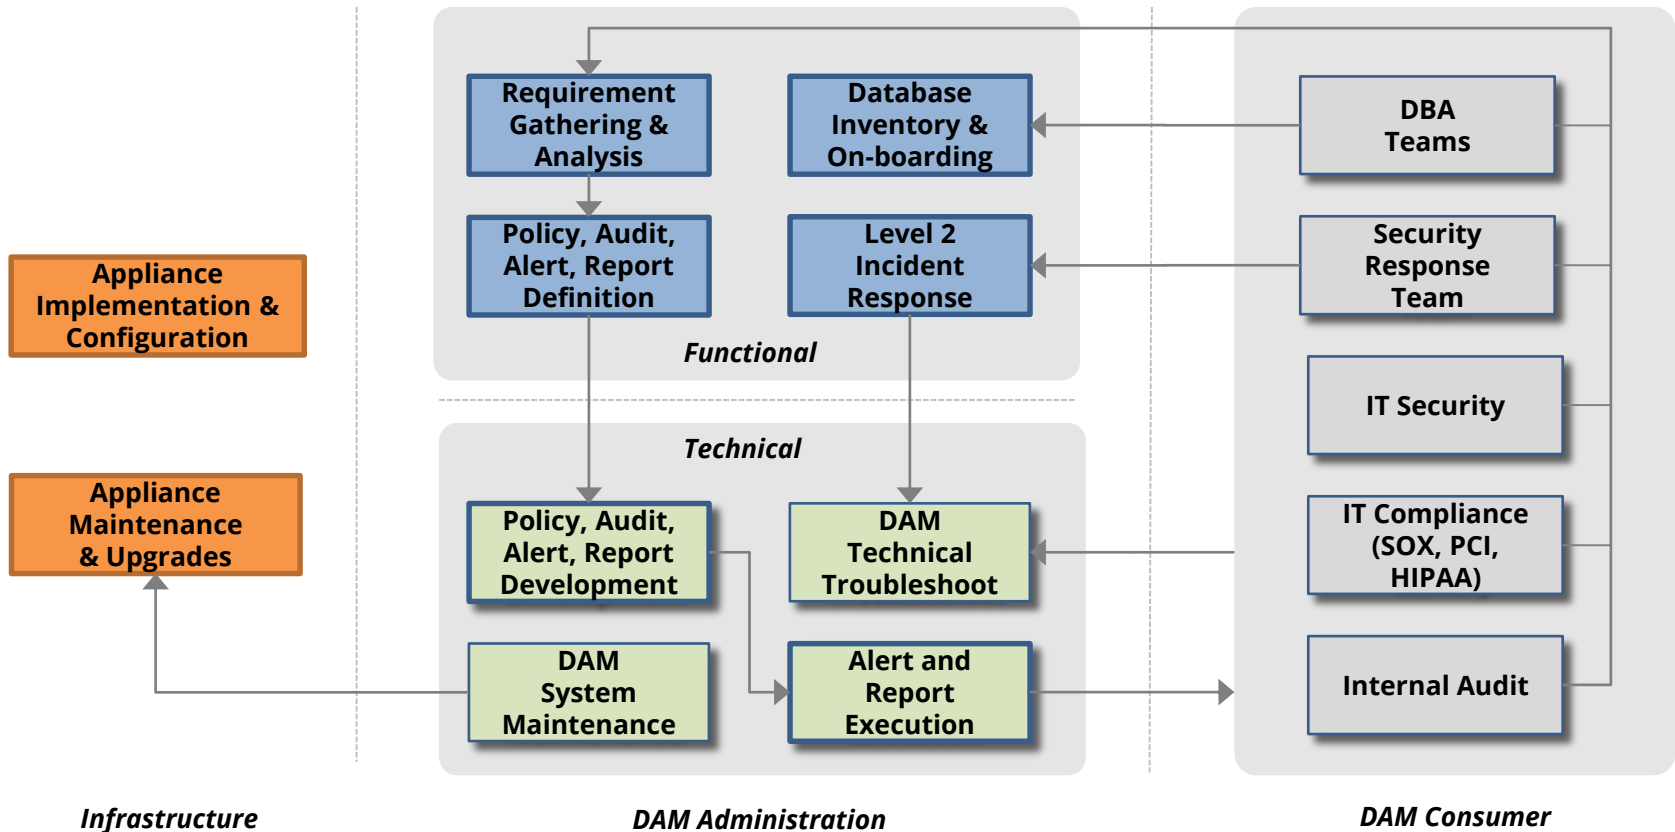 Requirement
Gathering &
Analysis
Database
Inventory &
On-boarding
DBA
Teams
Policy, Audit,
Alert, Report
Definition
Level 2
Incident
Response
Security
Response
Team
Appliance
Implementation &
Configuration
Functional
IT Security
Technical
Appliance
Maintenance
& Upgrades
Policy, Audit,
Alert, Report
Development
DAM
Technical
Troubleshoot
IT Compliance
(SOX, PCI,
HIPAA)
DAM
System
Maintenance
Alert and
Report
Execution
Internal Audit
Infrastructure
DAM Administration
DAM Consumer